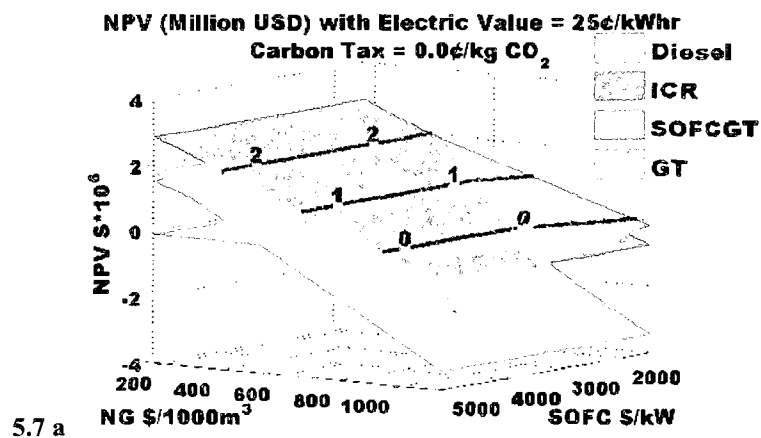 NPV (Million USD) with Electric Value = 25¢/kWhr
Carbon Tax = 0.0¢/kg CO2
Diesel
ICR
SOFCGT
GT
4
2
0
-2
-4
NPV $*10^6
2
2
1
1
0
0
200 400 600 800 1000
NG $/1000m^3
5000 4000 3000 2000
SOFC $/kW
5.7 a